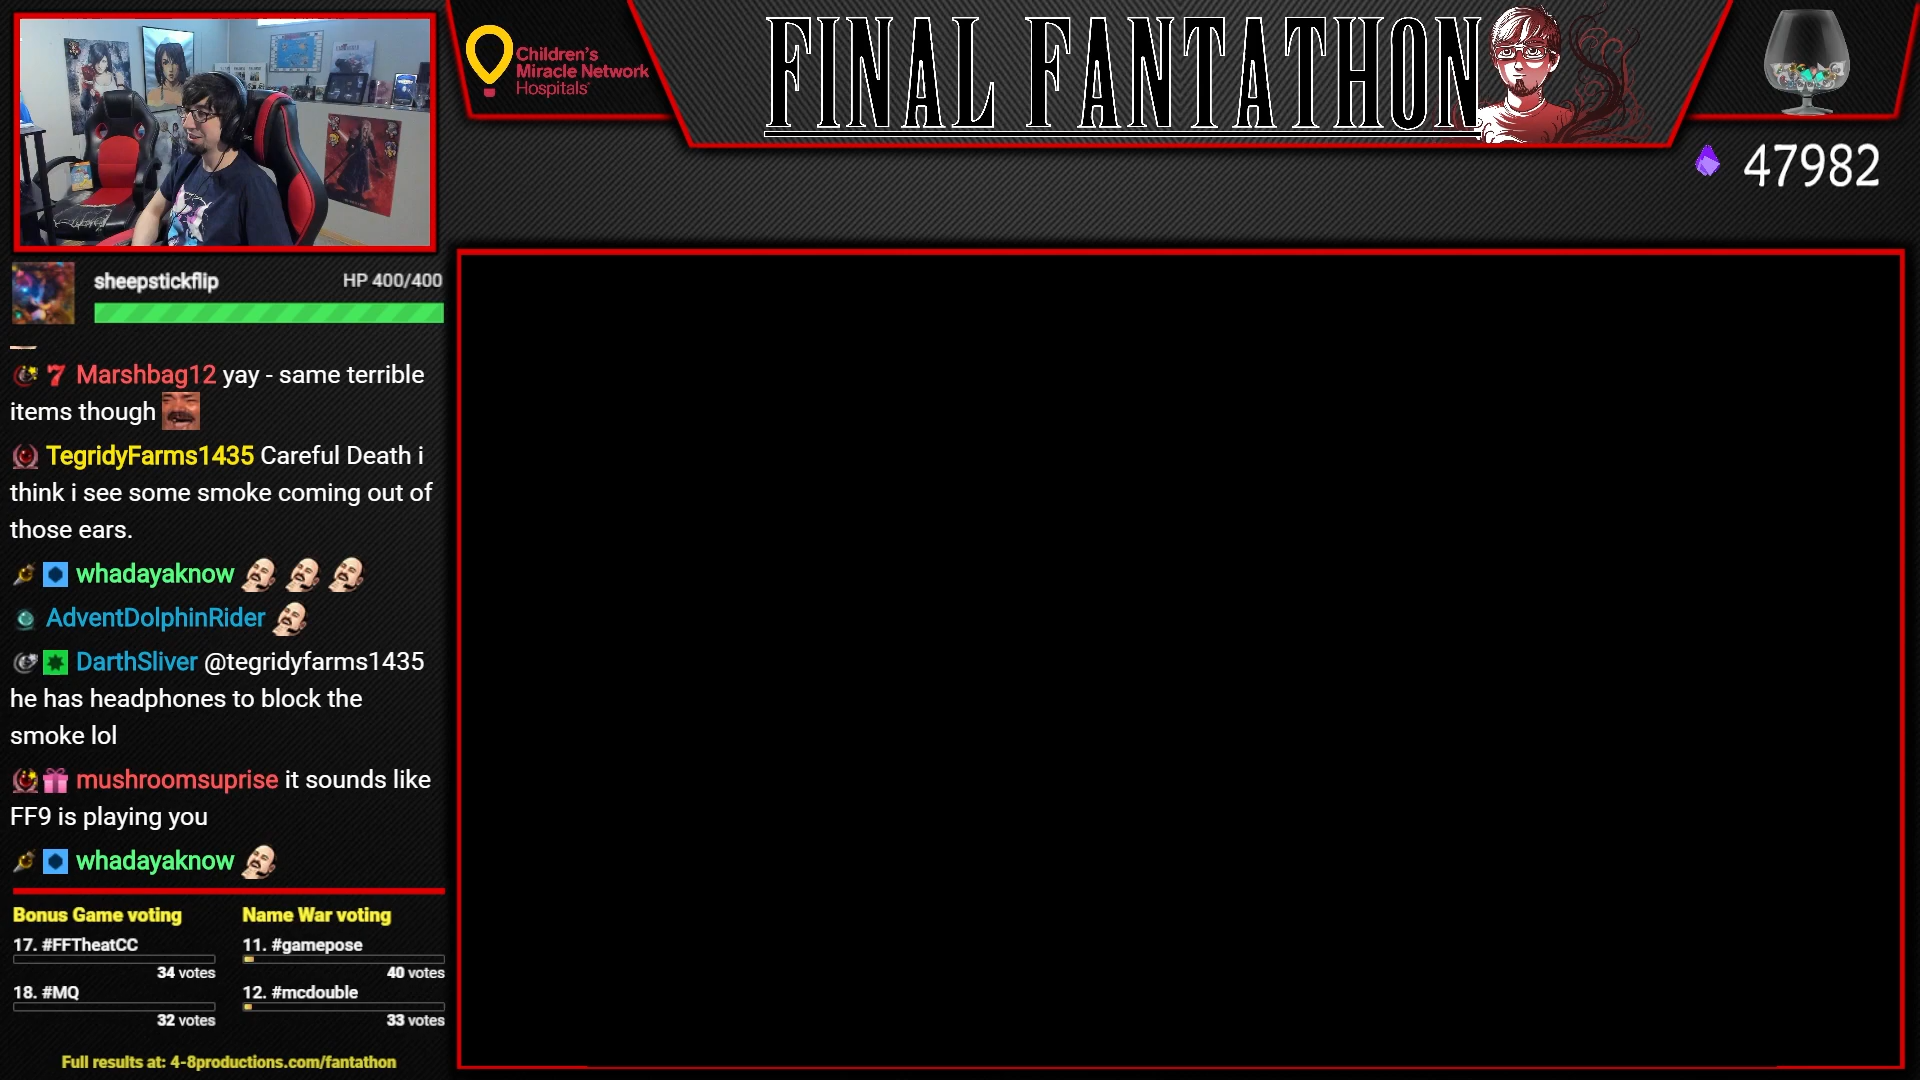 Children's
Miracle Network
Hospitals
FINAL FANTATHON
47982
sheepstickflip HP 400/400
Marshbag12 yay - same terrible
items though
TegridyFarms1435 Careful Death i
think i see some smoke coming out of
those ears.
whadayaknow
AdventDolphinRider
DarthSliver @tegridyfarms1435
he has headphones to block the
smoke lol
mushroomsuprise it sounds like
FF9 is playing you
whadayaknow
Bonus Game voting
17. #FFTheatCC
34 votes
18. #MQ
32 votes
Name War voting
11. #gamepose
40 votes
12. #mcdouble
33 votes
Full results at: 4-8productions.com/fantathon